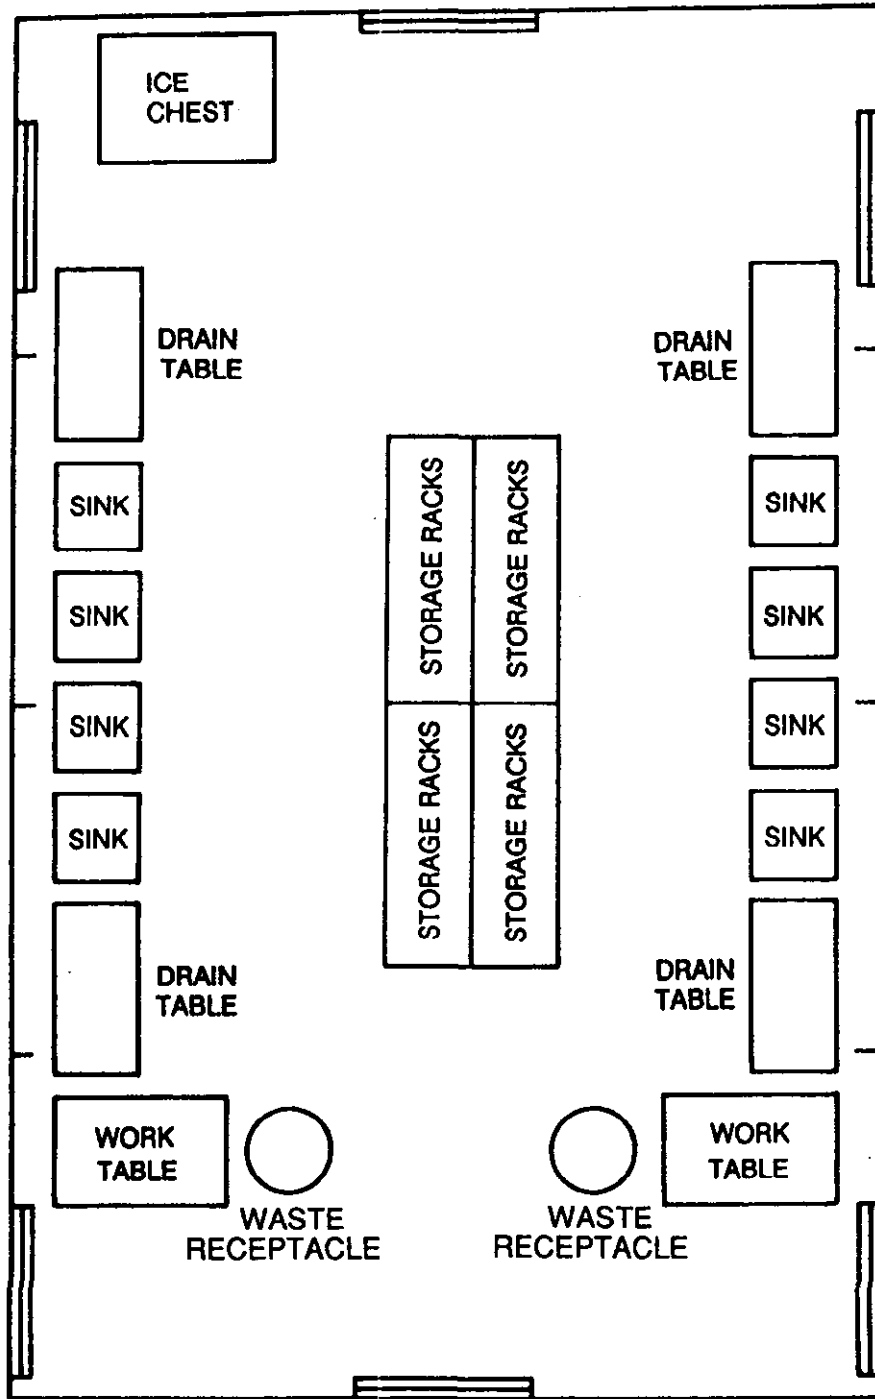 ICE
CHEST
DRAIN
TABLE
DRAIN
TABLE
SINK
SINK
SINK
SINK
STORAGE RACKS
STORAGE RACKS
STORAGE RACKS
STORAGE RACKS
SINK
SINK
SINK
SINK
DRAIN
TABLE
DRAIN
TABLE
WORK
TABLE
WORK
TABLE
WASTE
RECEPTACLE
WASTE
RECEPTACLE